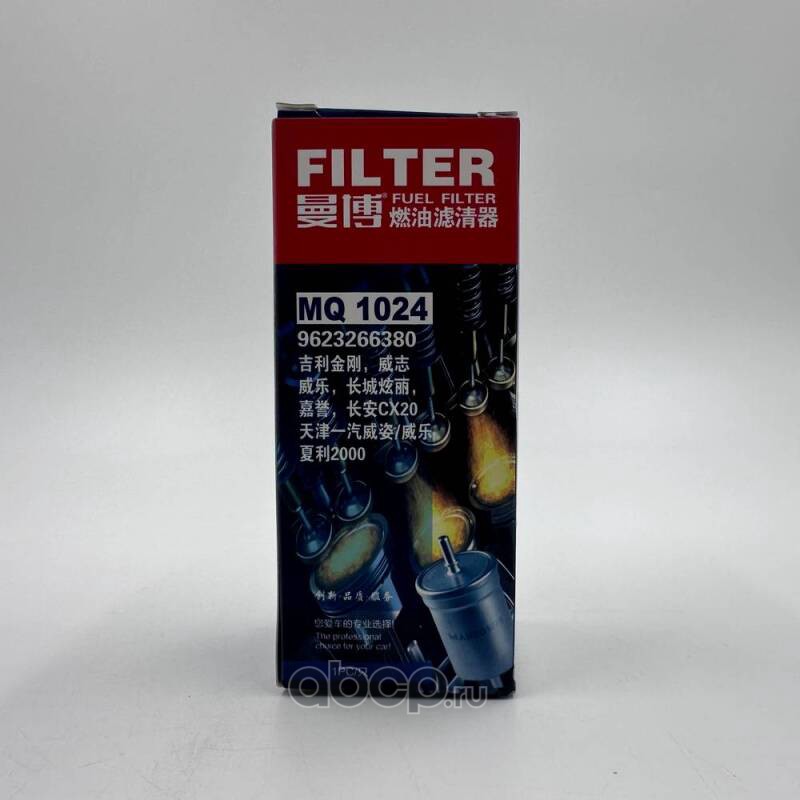 FILTER
曼博® FUEL FILTER
燃油滤清器
MQ 1024
9623266380
吉利金刚，威志
威乐，长城炫丽，
嘉誉，长安CX20
天津一汽威姿/威乐
夏利2000
创新·品质·服务
您爱车的专业选择!
The professional
choice for your car!
1PC/只
abcp.ru